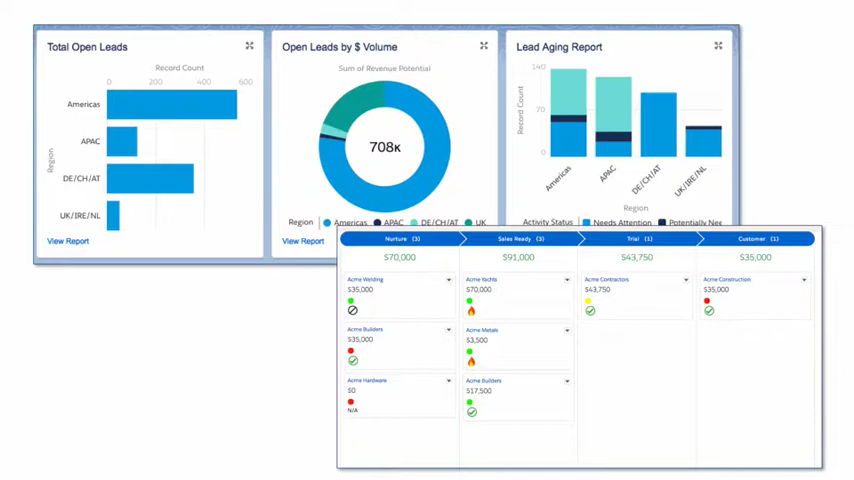 Total Open Leads
Record Count
0 200 400 600
Region
Americas
APAC
DE/CH/AT
UK/IRE/NL
View Report
Open Leads by $ Volume
Sum of Revenue Potential
708K
Region Americas APAC DE/CH/AT UK
View Report
Lead Aging Report
Record Count
140
70
0
Americas APAC DE/CH/AT UK/IRE/NL
Region
Activity Status Needs Attention Potentially Nee
Nurture (3) Sales Ready (3) Trial (1) Customer (1)
$70,000 $91,000 $43,750 $35,000
Acme Welding
$35,000
Acme Builders
$35,000
Acme Hardware
$0
N/A
Acme Yachts
$70,000
Acme Metals
$3,500
Acme Builders
$17,500
Acme Contractors
$43,750
Acme Construction
$35,000